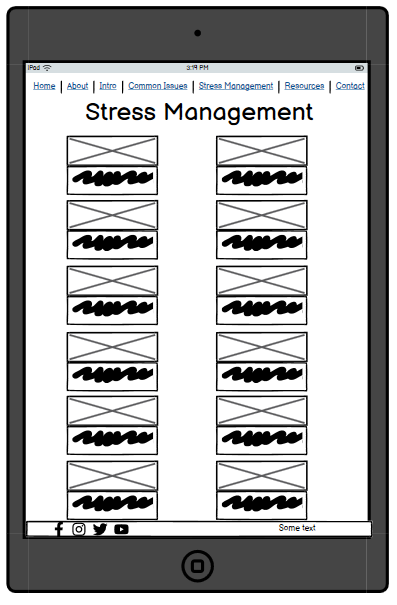 iPad 3:19 PM
Home | About | Intro | Common Issues | Stress Management | Resources | Contact
Stress Management
Some text